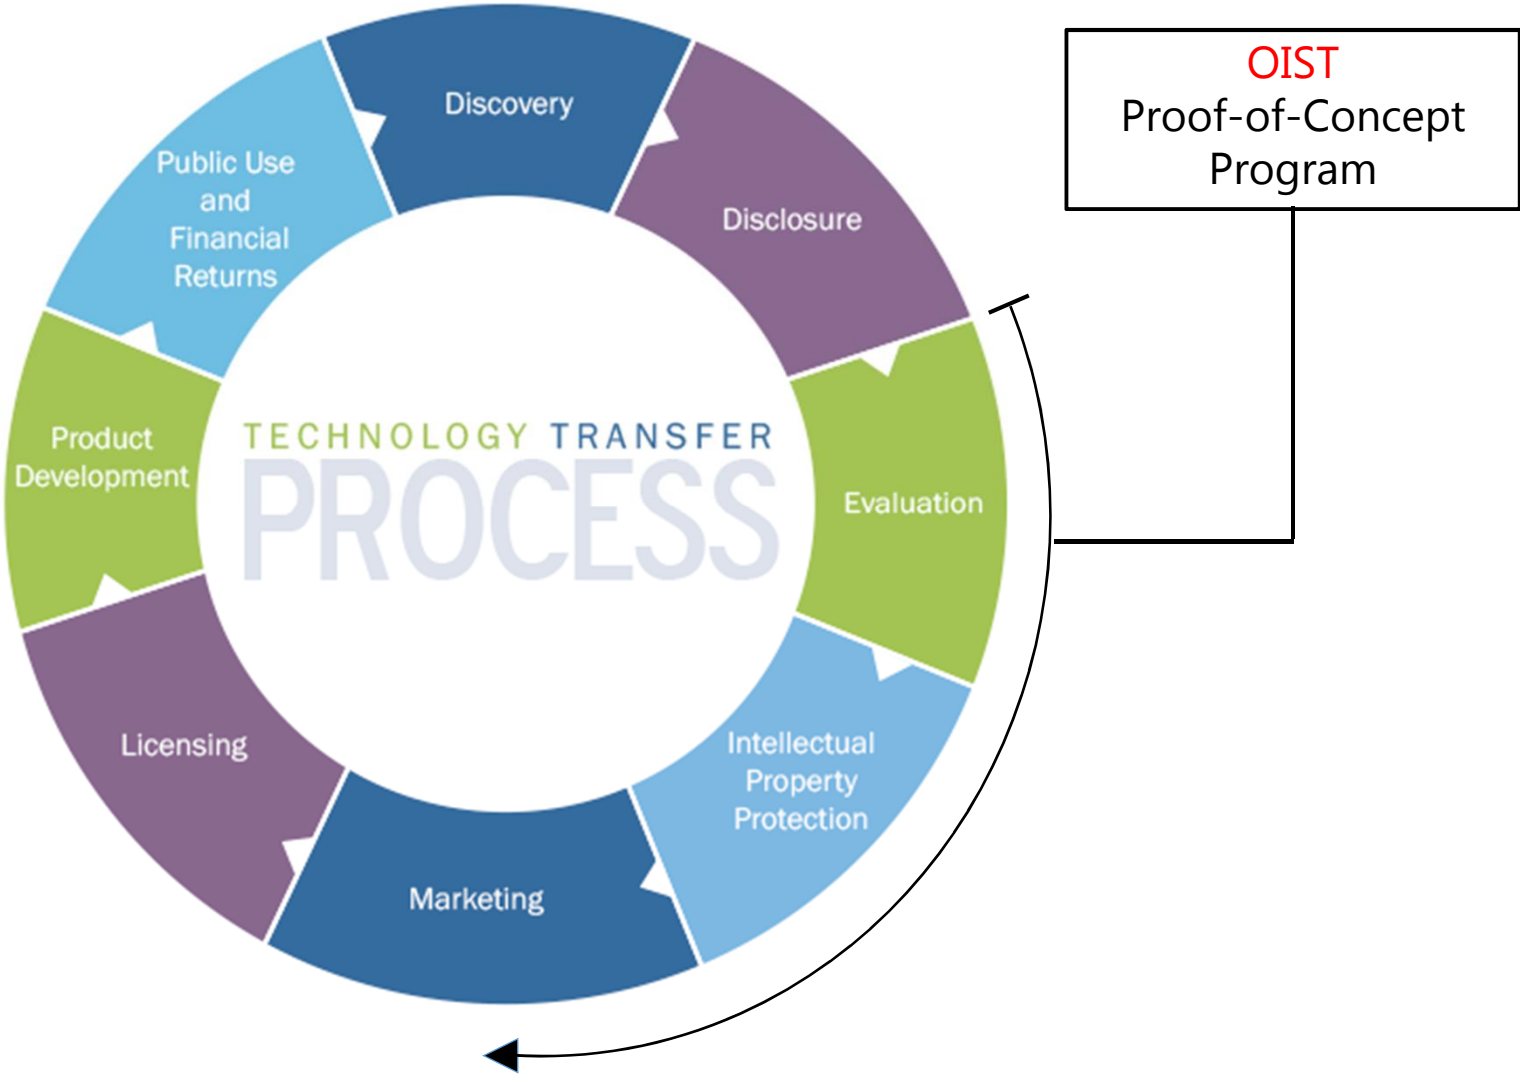 OIST
Proof-of-Concept
Program
Discovery
Disclosure
Evaluation
Intellectual
Property
Protection
Marketing
Licensing
Product
Development
Public Use
and
Financial
Returns
TECHNOLOGY TRANSFER
PROCESS